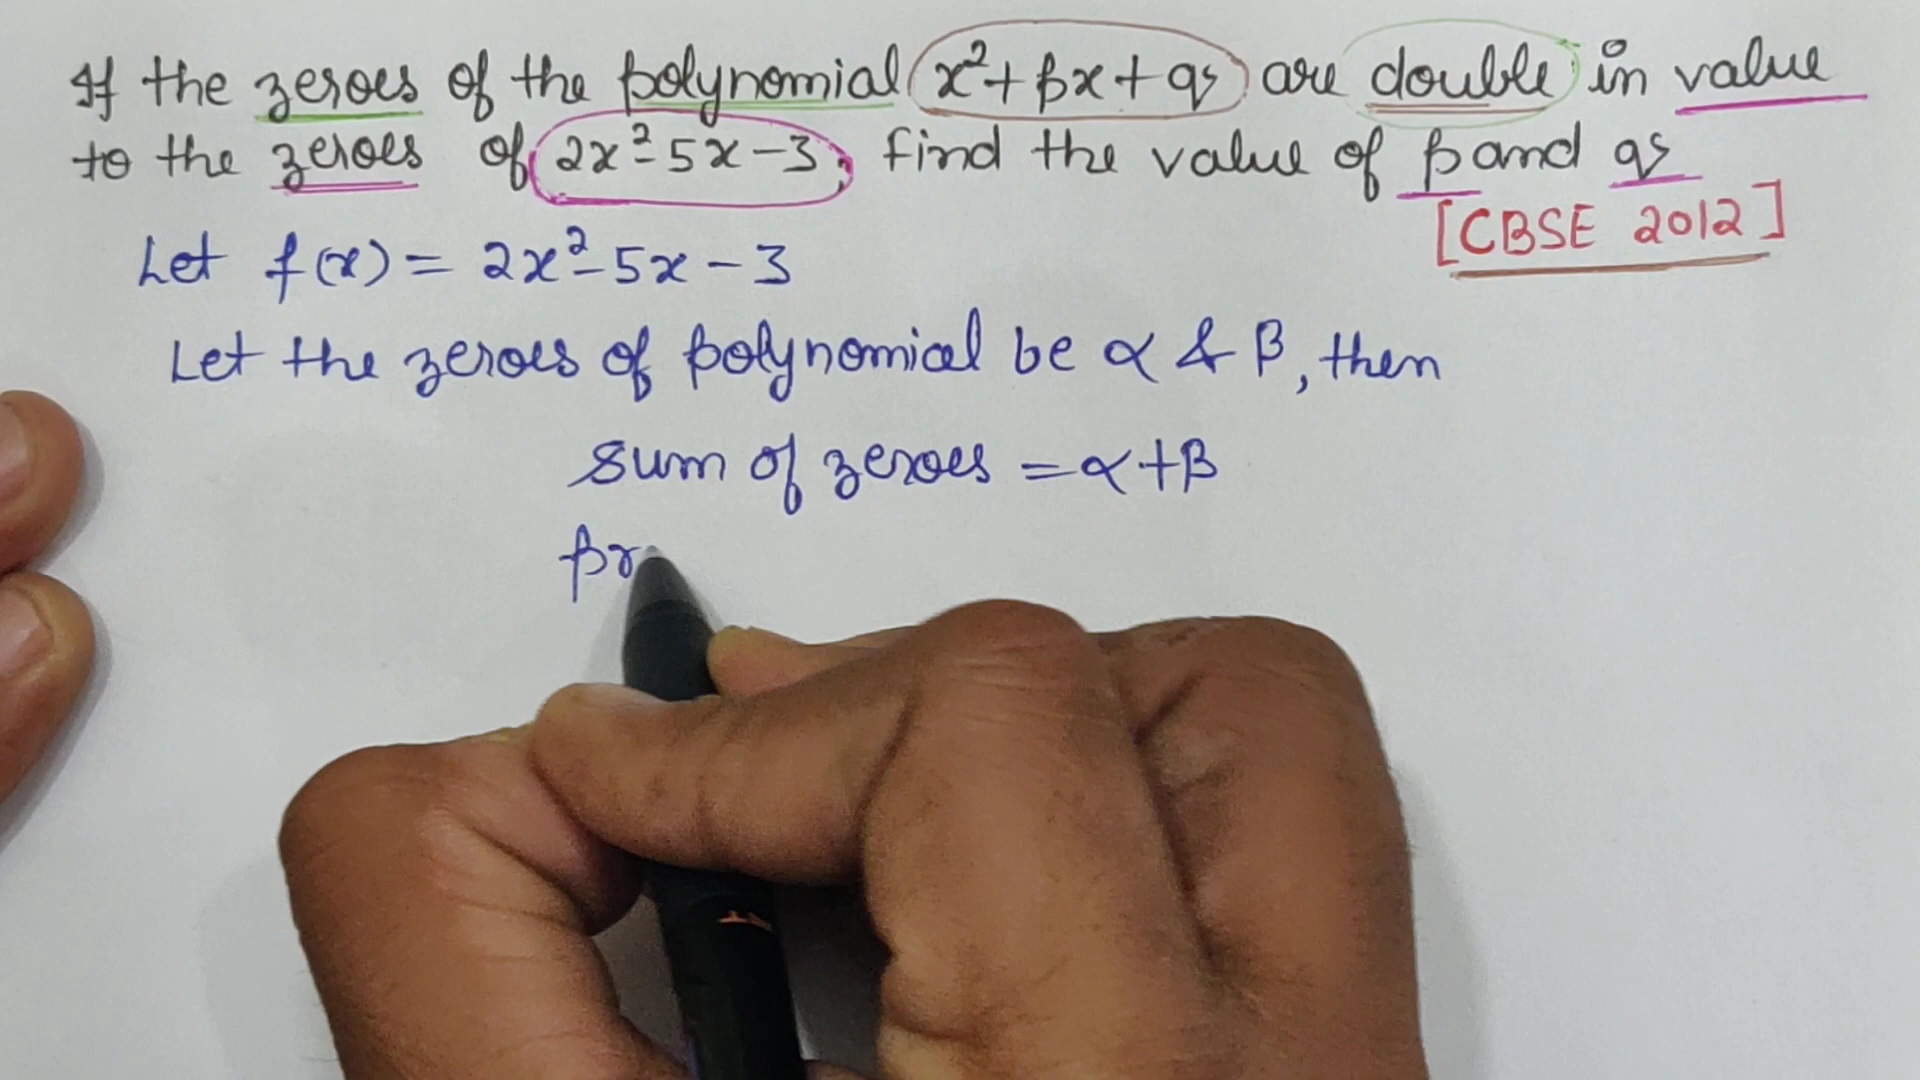 If the zeroes of the polynomial x²+px+q are double in value
to the zeroes of 2x²-5x-3, find the value of p and q
[CBSE 2012]
Let f(x) = 2x²-5x-3
Let the zeroes of polynomial be α & β, then
sum of zeroes = α+β
pr